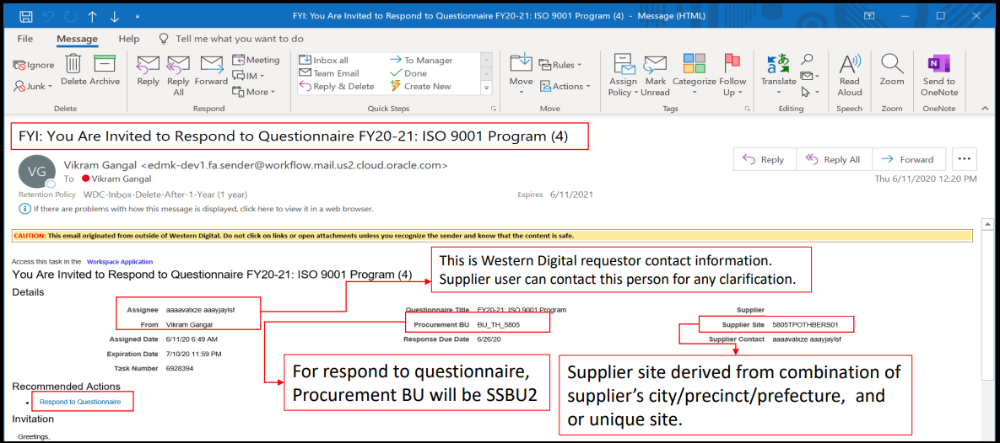 FYI: You Are Invited to Respond to Questionnaire FY20-21: ISO 9001 Program (4) - Message (HTML)
File Message Help Tell me what you want to do
Ignore
Junk
Delete Archive
Delete
Reply Reply All Forward
Meeting
IM
More
Respond
Inbox all To Manager
Team Email Done
Reply & Delete Create New
Quick Steps
Move
Rules
Actions
Move
Assign Policy Mark Unread Categorize Follow Up
Tags
Translate
Editing
Read Aloud
Speech
Zoom
Zoom
Send to OneNote
OneNote
FYI: You Are Invited to Respond to Questionnaire FY20-21: ISO 9001 Program (4)
VG
Vikram Gangal <edmk-dev1.fa.sender@workflow.mail.us2.cloud.oracle.com>
To Vikram Gangal
Reply Reply All Forward
Thu 6/11/2020 12:20 PM
Retention Policy WDC-Inbox-Delete-After-1-Year (1 year) Expires 6/11/2021
If there are problems with how this message is displayed, click here to view it in a web browser.
CAUTION: This email originated from outside of Western Digital. Do not click on links or open attachments unless you recognize the sender and know that the content is safe.
This is Western Digital requestor contact information.
Supplier user can contact this person for any clarification.
Access this task in the Workspace Application
You Are Invited to Respond to Questionnaire FY20-21: ISO 9001 Program (4)
Details
Assignee aaaavalxze aaayjaylsf Questionnaire Title FY20-21: ISO 9001 Program Supplier
From Vikram Gangal Procurement BU BU_TH_5805 Supplier Site 5805TPOTHBERS01
Assigned Date 6/11/20 6:49 AM Response Due Date 6/26/20 Supplier Contact aaaavalxze aaayjaylsf
Expiration Date 7/10/20 11:59 PM
Task Number 6928394
For respond to questionnaire,
Procurement BU will be SSBU2
Supplier site derived from combination of
supplier's city/precinct/prefecture, and
or unique site.
Recommended Actions
Respond to Questionnaire
Invitation
Greetings,